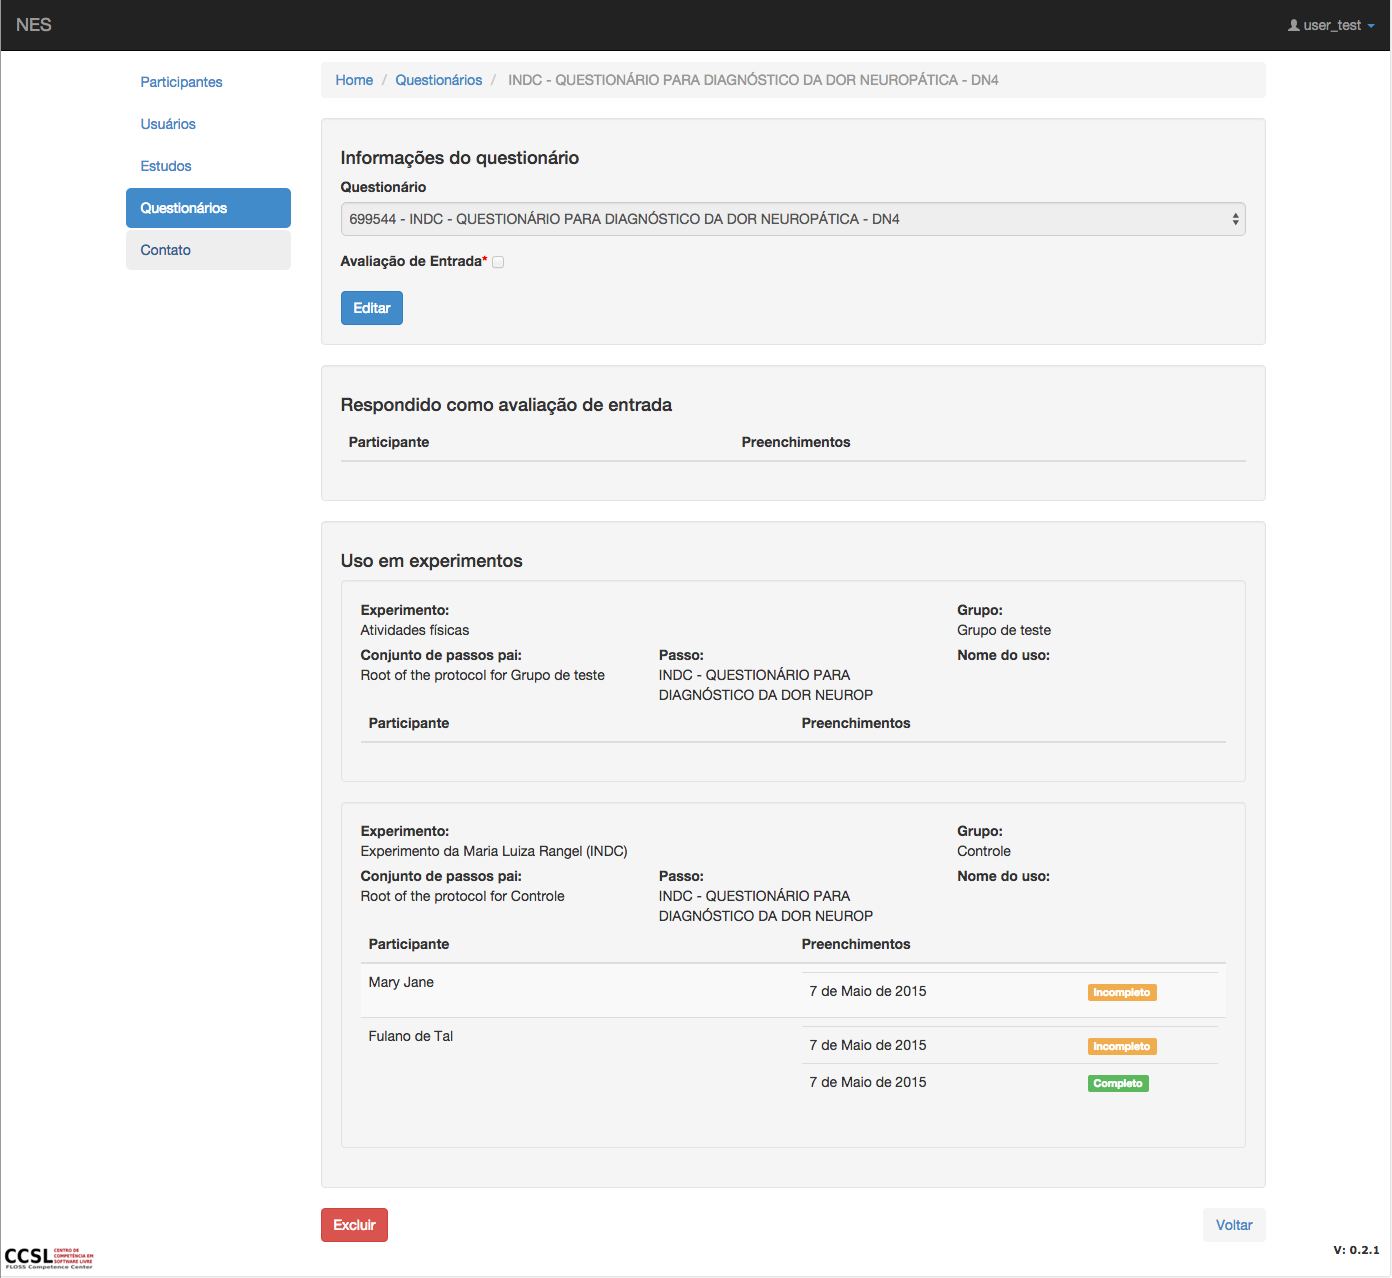 NES
user_test
Participantes
Usuários
Estudos
Questionários
Contato
Home / Questionários / INDC - QUESTIONÁRIO PARA DIAGNÓSTICO DA DOR NEUROPÁTICA - DN4
Informações do questionário
Questionário
699544 - INDC - QUESTIONÁRIO PARA DIAGNÓSTICO DA DOR NEUROPÁTICA - DN4
Avaliação de Entrada*
Editar
Respondido como avaliação de entrada
Participante Preenchimentos
Uso em experimentos
Experimento: Grupo:
Atividades físicas Grupo de teste
Conjunto de passos pai: Passo: Nome do uso:
Root of the protocol for Grupo de teste INDC - QUESTIONÁRIO PARA
DIAGNÓSTICO DA DOR NEUROP
Participante Preenchimentos
Experimento: Grupo:
Experimento da Maria Luiza Rangel (INDC) Controle
Conjunto de passos pai: Passo: Nome do uso:
Root of the protocol for Controle INDC - QUESTIONÁRIO PARA
DIAGNÓSTICO DA DOR NEUROP
Participante Preenchimentos
Mary Jane
7 de Maio de 2015 Incompleto
Fulano de Tal
7 de Maio de 2015 Incompleto
7 de Maio de 2015 Completo
Excluir Voltar
CCSL
CENTRO DE
COMPETÊNCIA EM
SOFTWARE LIVRE
FLOSS Competence Center
V: 0.2.1